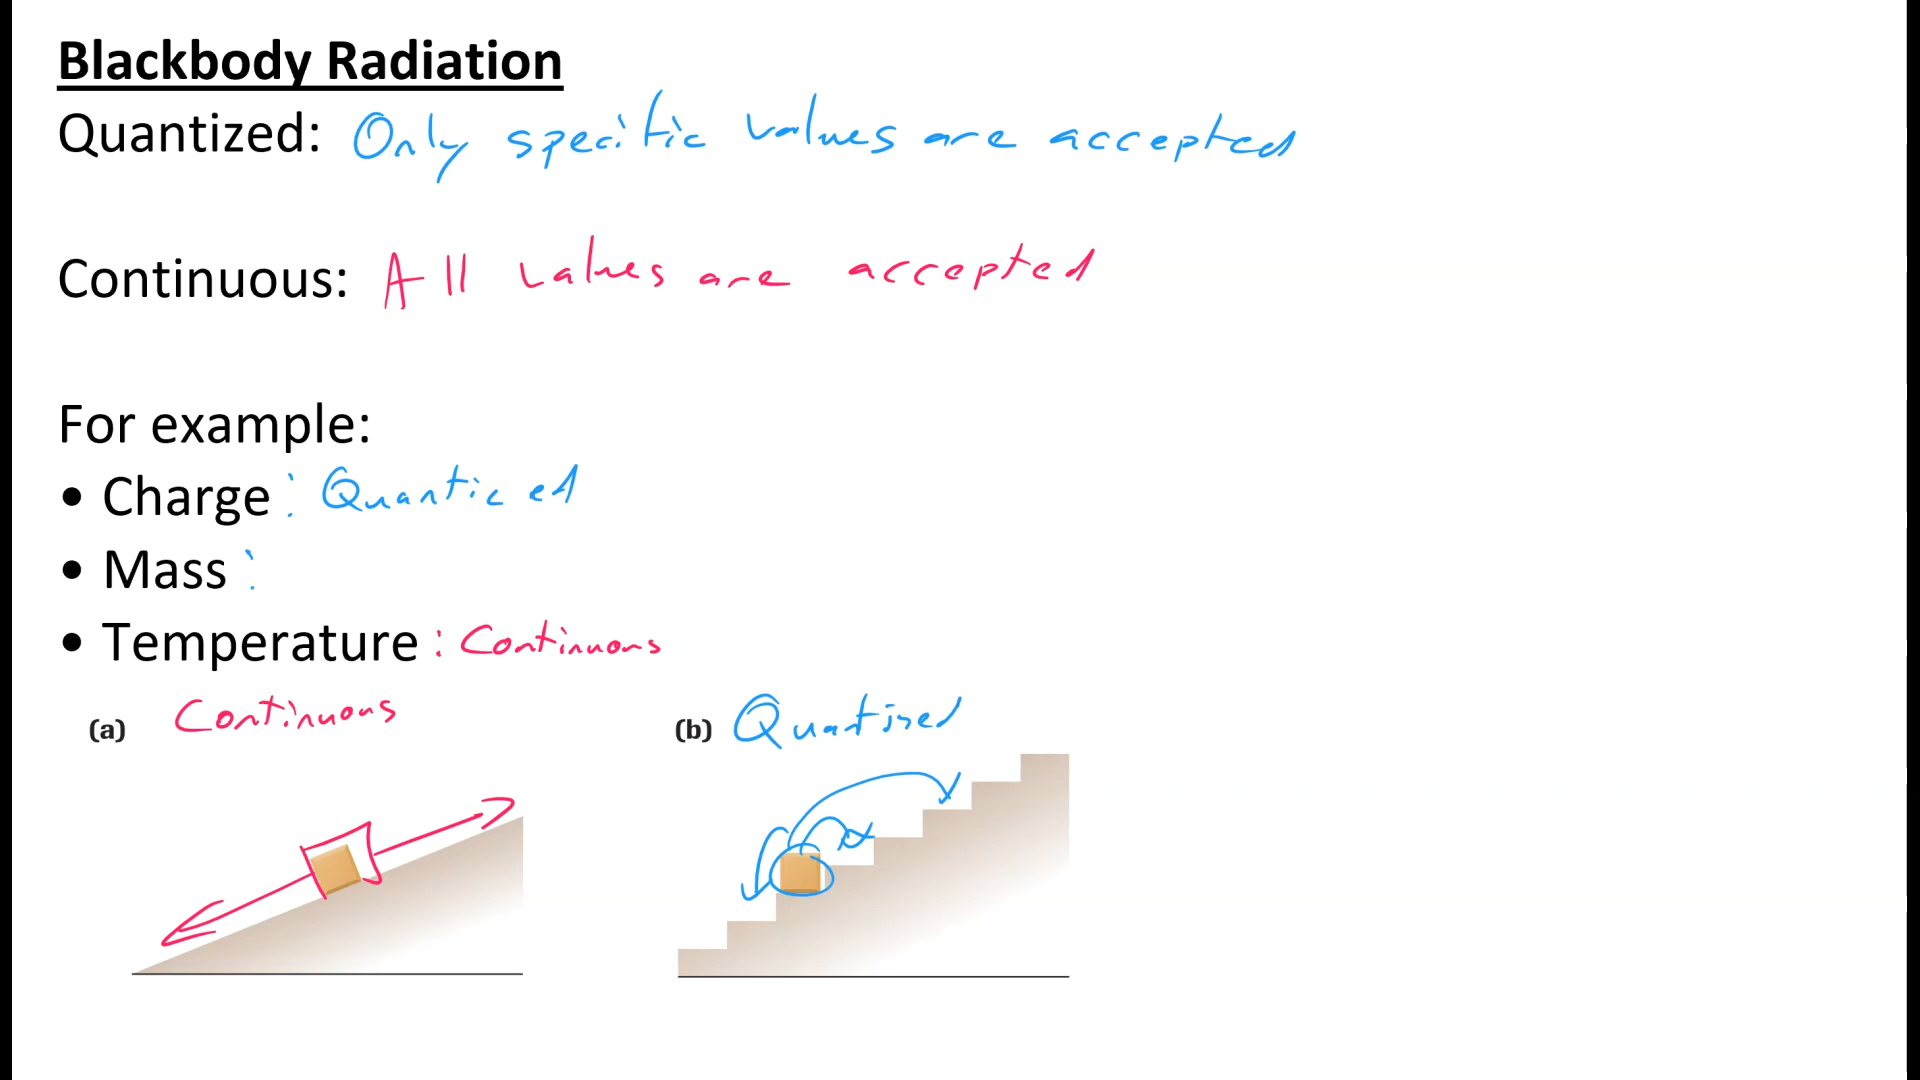 Blackbody Radiation
Quantized: Only specific values are accepted
Continuous: All values are accepted
For example:
• Charge : Quanticed
• Mass :
• Temperature : Continuous
(a) Continuous
(b) Quantized